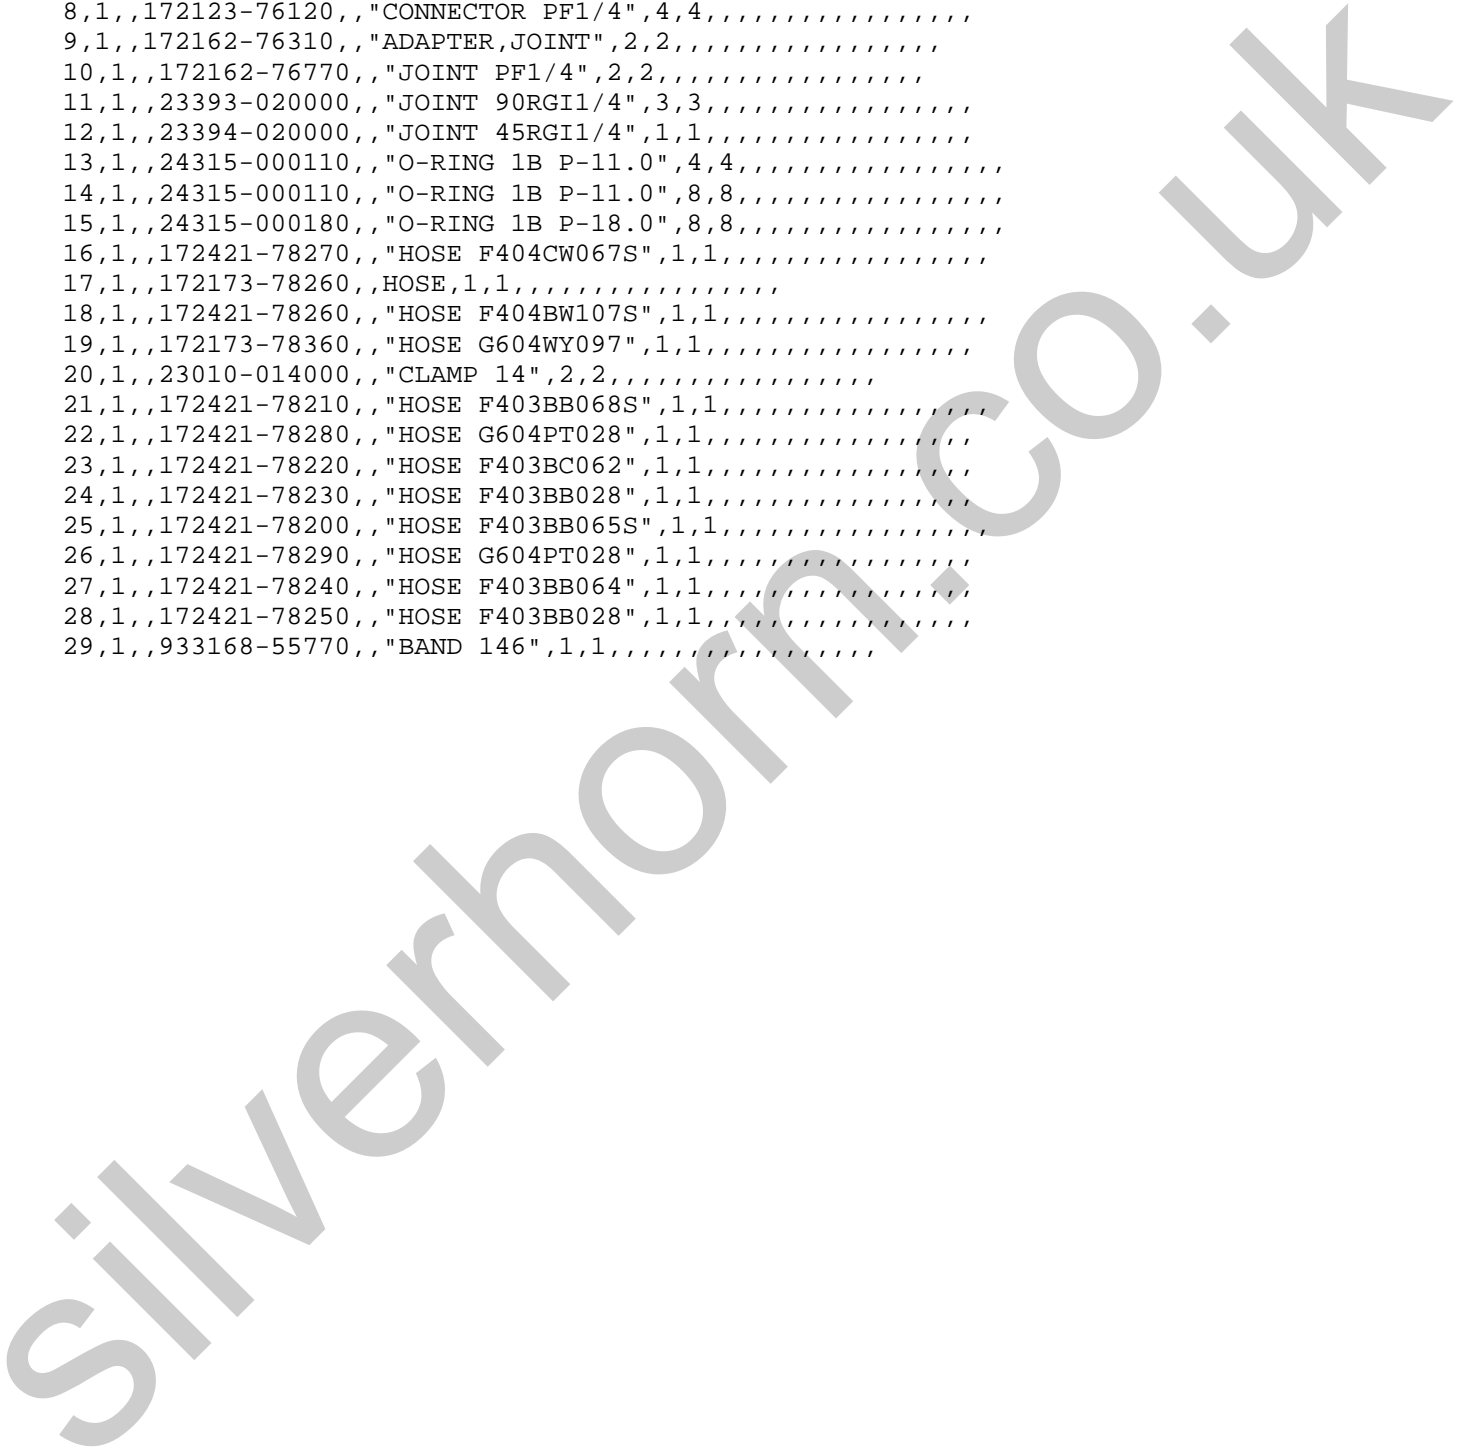 8,1,,172123-76120,,"CONNECTOR PF1/4",4,4,,,,,,,,,,,,,,,,,
9,1,,172162-76310,,"ADAPTER,JOINT",2,2,,,,,,,,,,,,,,,,,
10,1,,172162-76770,,"JOINT PF1/4",2,2,,,,,,,,,,,,,,,,,
11,1,,23393-020000,,"JOINT 90RGI1/4",3,3,,,,,,,,,,,,,,,,,
12,1,,23394-020000,,"JOINT 45RGI1/4",1,1,,,,,,,,,,,,,,,,,
13,1,,24315-000110,,"O-RING 1B P-11.0",4,4,,,,,,,,,,,,,,,,,
14,1,,24315-000110,,"O-RING 1B P-11.0",8,8,,,,,,,,,,,,,,,,,
15,1,,24315-000180,,"O-RING 1B P-18.0",8,8,,,,,,,,,,,,,,,,,
16,1,,172421-78270,,"HOSE F404CW067S",1,1,,,,,,,,,,,,,,,,,
17,1,,172173-78260,,HOSE,1,1,,,,,,,,,,,,,,,,,
18,1,,172421-78260,,"HOSE F404BW107S",1,1,,,,,,,,,,,,,,,,,
19,1,,172173-78360,,"HOSE G604WY097",1,1,,,,,,,,,,,,,,,,,
20,1,,23010-014000,,"CLAMP 14",2,2,,,,,,,,,,,,,,,,,
21,1,,172421-78210,,"HOSE F403BB068S",1,1,,,,,,,,,,,,,,,,,
22,1,,172421-78280,,"HOSE G604PT028",1,1,,,,,,,,,,,,,,,,,
23,1,,172421-78220,,"HOSE F403BC062",1,1,,,,,,,,,,,,,,,,,
24,1,,172421-78230,,"HOSE F403BB028",1,1,,,,,,,,,,,,,,,,,
25,1,,172421-78200,,"HOSE F403BB065S",1,1,,,,,,,,,,,,,,,,,
26,1,,172421-78290,,"HOSE G604PT028",1,1,,,,,,,,,,,,,,,,,
27,1,,172421-78240,,"HOSE F403BB064",1,1,,,,,,,,,,,,,,,,,
28,1,,172421-78250,,"HOSE F403BB028",1,1,,,,,,,,,,,,,,,,,
29,1,,933168-55770,,"BAND 146",1,1,,,,,,,,,,,,,,,,,
silverhorn.co.uk